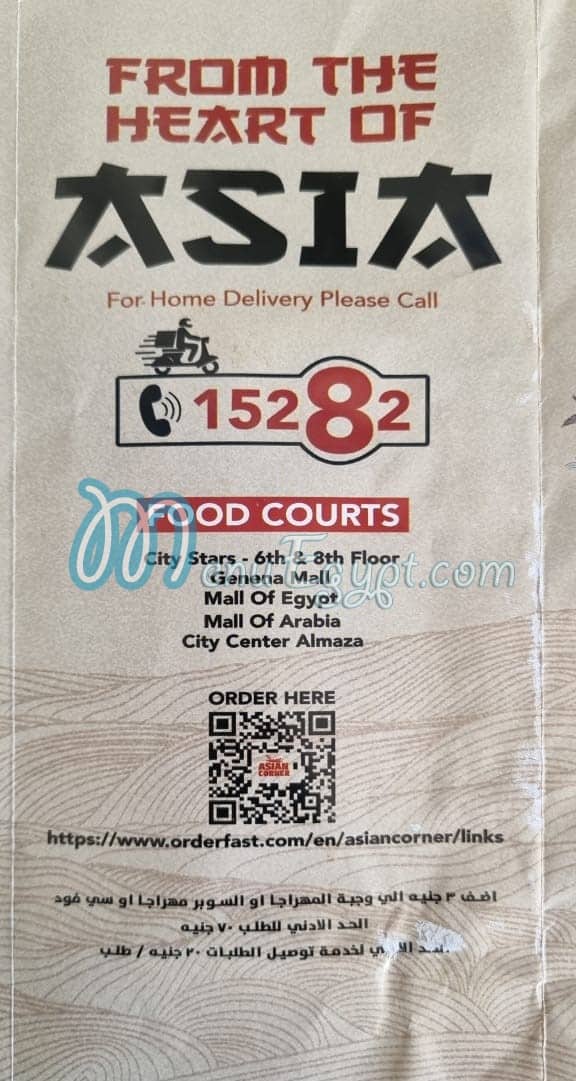 FROM THE
HEART OF
ASIA
For Home Delivery Please Call
15282
FOOD COURTS
MenuEgypt.com
City Stars - 6th & 8th Floor
Genena Mall
Mall Of Egypt
Mall Of Arabia
City Center Almaza
ORDER HERE
ASIAN
CORNER
https://www.orderfast.com/en/asiancorner/links
اضف ٣ جنيه الي وجبة المهراجا او السوبر مهراجا او سي فود
الحد الادني للطلب ٧٠ جنيه
لخدمة توصيل الطلبات ٢٠ جنيه / طلب